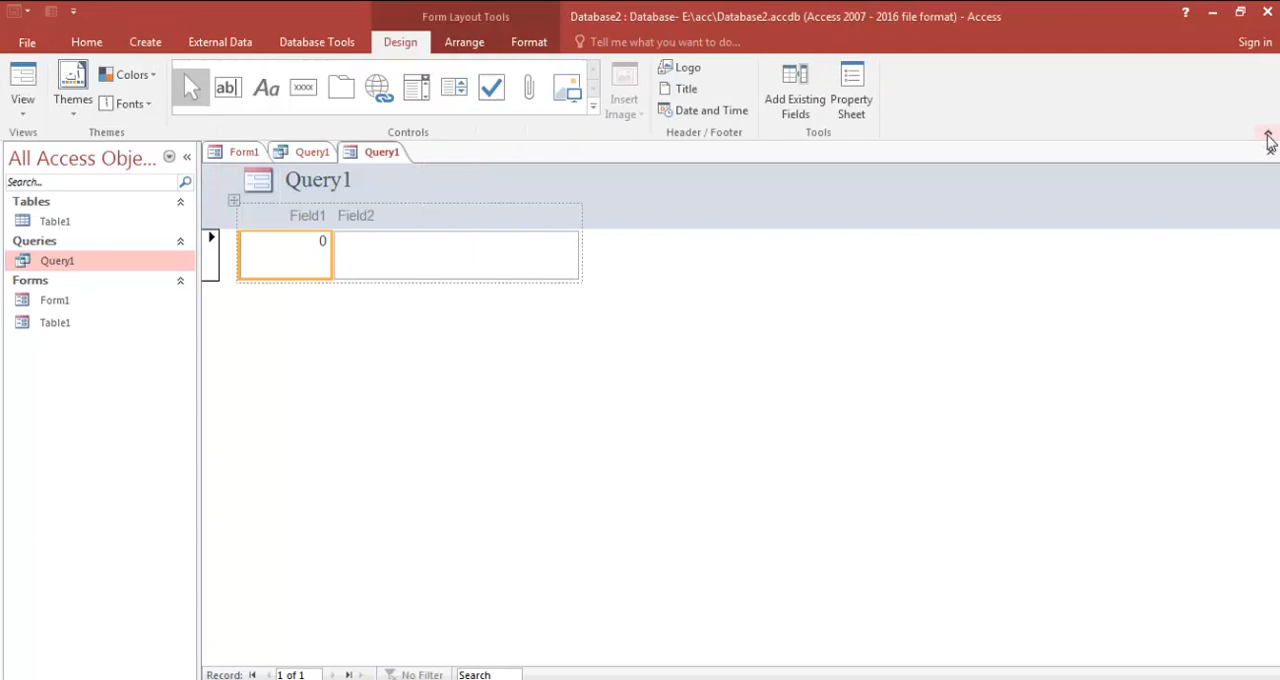 Form Layout Tools
Database2 : Database- E:\acc\Database2.accdb (Access 2007 - 2016 file format) - Access
?
File
Home
Create
External Data
Database Tools
Design
Arrange
Format
Tell me what you want to do...
Sign in
View
Themes
Colors
Fonts
ab|
Aa
xxxx
Insert
Image
Logo
Title
Date and Time
Add Existing
Fields
Property
Sheet
Views
Themes
Controls
Header / Footer
Tools
All Access Obje...
Search...
Tables
Table1
Queries
Query1
Forms
Form1
Table1
Form1
Query1
Query1
Query1
Field1
Field2
0
Record:
1 of 1
No Filter
Search